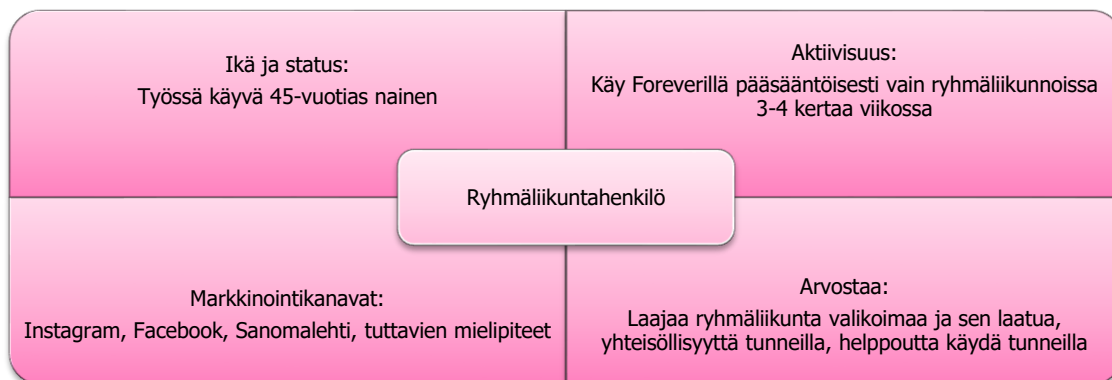 Ikä ja status:
Työssä käyvä 45-vuotias nainen
Aktiivisuus:
Käy Foreverillä pääsääntöisesti vain ryhmäliikunnoissa
3-4 kertaa viikossa
Ryhmäliikuntahenkilö
Markkinointikanavat:
Instagram, Facebook, Sanomalehti, tuttavien mielipiteet
Arvostaa:
Laajaa ryhmäliikunta valikoimaa ja sen laatua,
yhteisöllisyyttä tunneilla, helppoutta käydä tunneilla